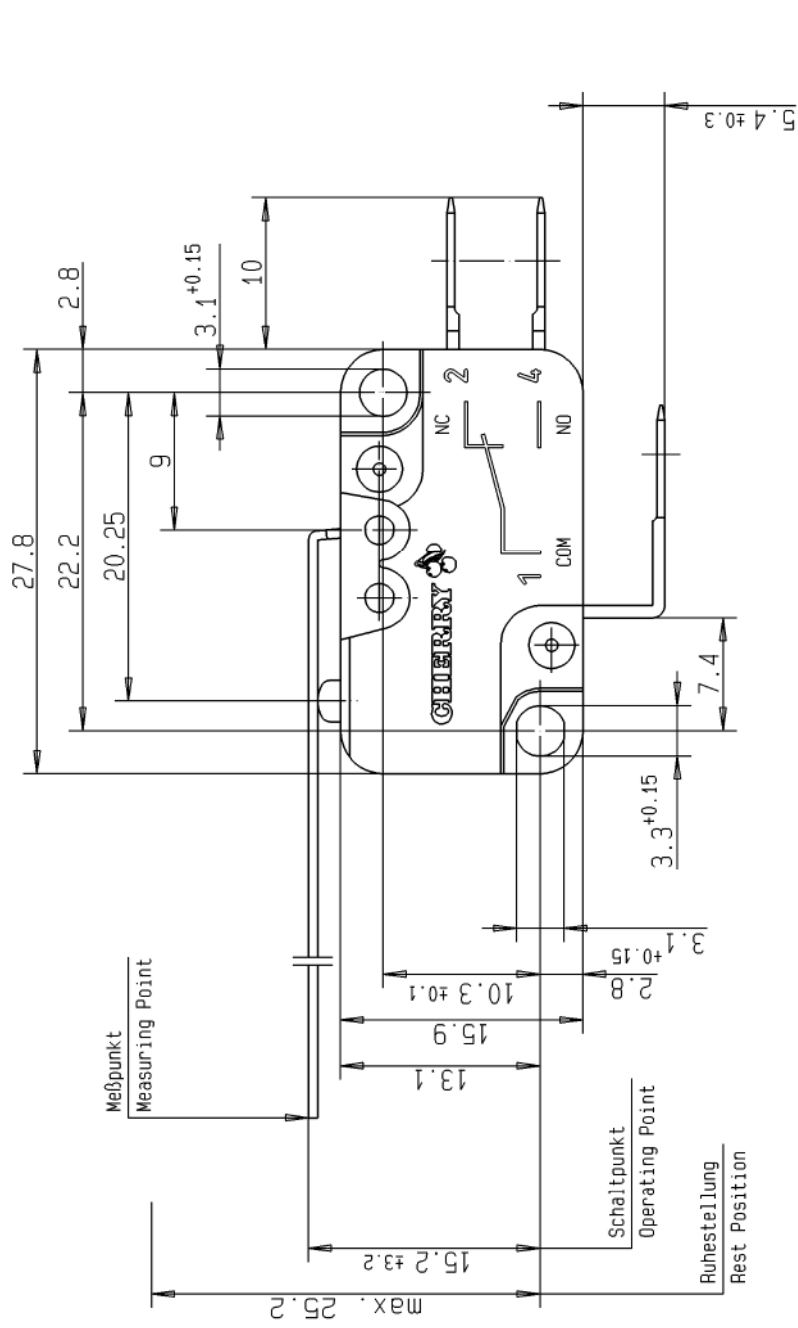 27.8
22.2
2.8
20.25
9
3.1 +0.15
10
5.4 ±0.3
NC
2
4
NO
CHERRY
1
COM
7.4
3.3 +0.15
3.1 +0.15
2.8
10.3 ±0.1
15.9
13.1
Meßpunkt
Measuring Point
15.2 ±3.2
Schaltpunkt
Operating Point
max. 25.2
Ruhestellung
Rest Position